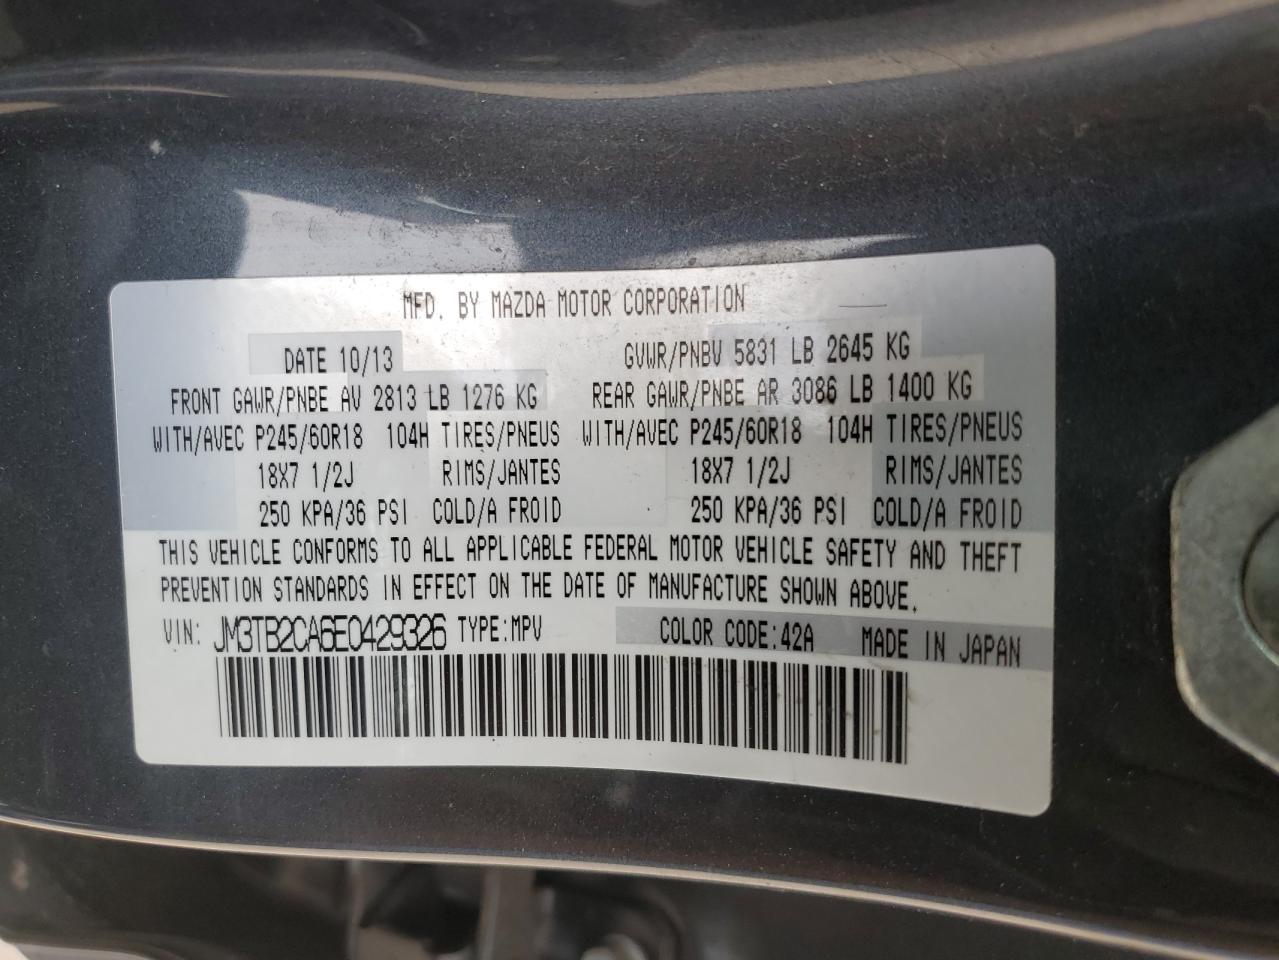 MFD. BY MAZDA MOTOR CORPORATION
DATE 10/13 GVWR/PNBV 5831 LB 2645 KG
FRONT GAWR/PNBE AV 2813 LB 1276 KG REAR GAWR/PNBE AR 3086 LB 1400 KG
WITH/AVEC P245/60R18 104H TIRES/PNEUS WITH/AVEC P245/60R18 104H TIRES/PNEUS
18X7 1/2J RIMS/JANTES 18X7 1/2J RIMS/JANTES
250 KPA/36 PSI COLD/A FROID 250 KPA/36 PSI COLD/A FROID
THIS VEHICLE CONFORMS TO ALL APPLICABLE FEDERAL MOTOR VEHICLE SAFETY AND THEFT
PREVENTION STANDARDS IN EFFECT ON THE DATE OF MANUFACTURE SHOWN ABOVE.
VIN: JM3TB2CA6E0429326 TYPE:MPV COLOR CODE:42A MADE IN JAPAN